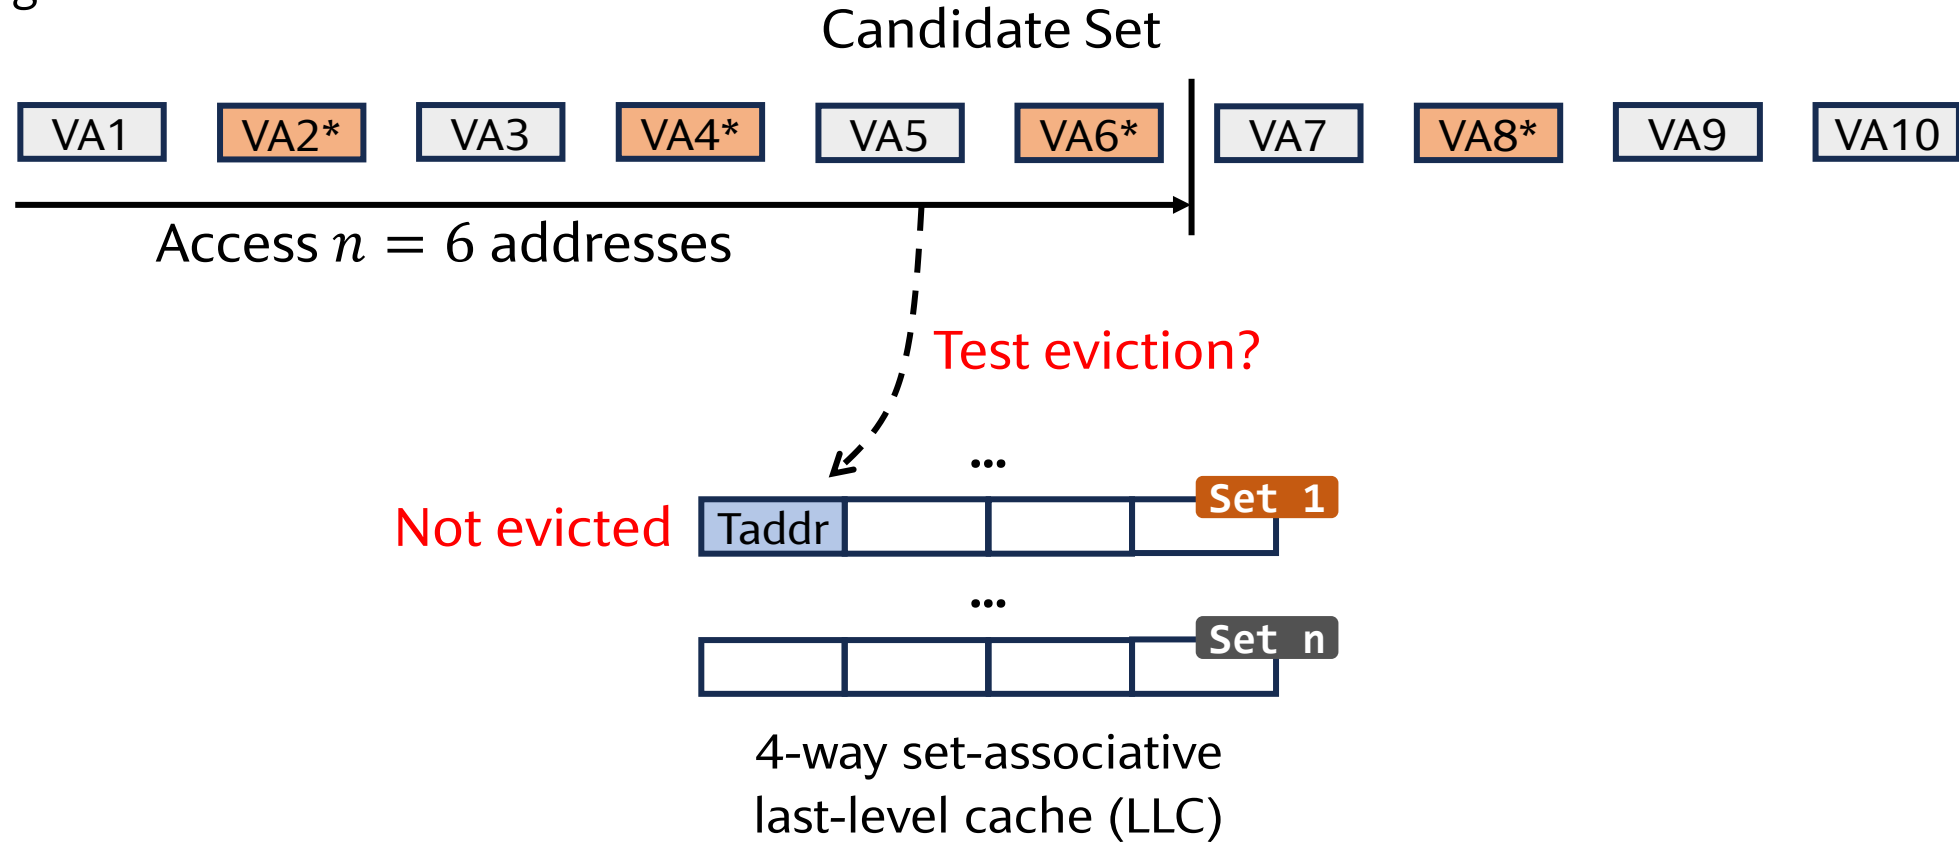 Candidate Set
VA1 VA2* VA3 VA4* VA5 VA6* VA7 VA8* VA9 VA10
Access n = 6 addresses
Test eviction?
...
Set 1
Not evicted Taddr
...
Set n
4-way set-associative
last-level cache (LLC)